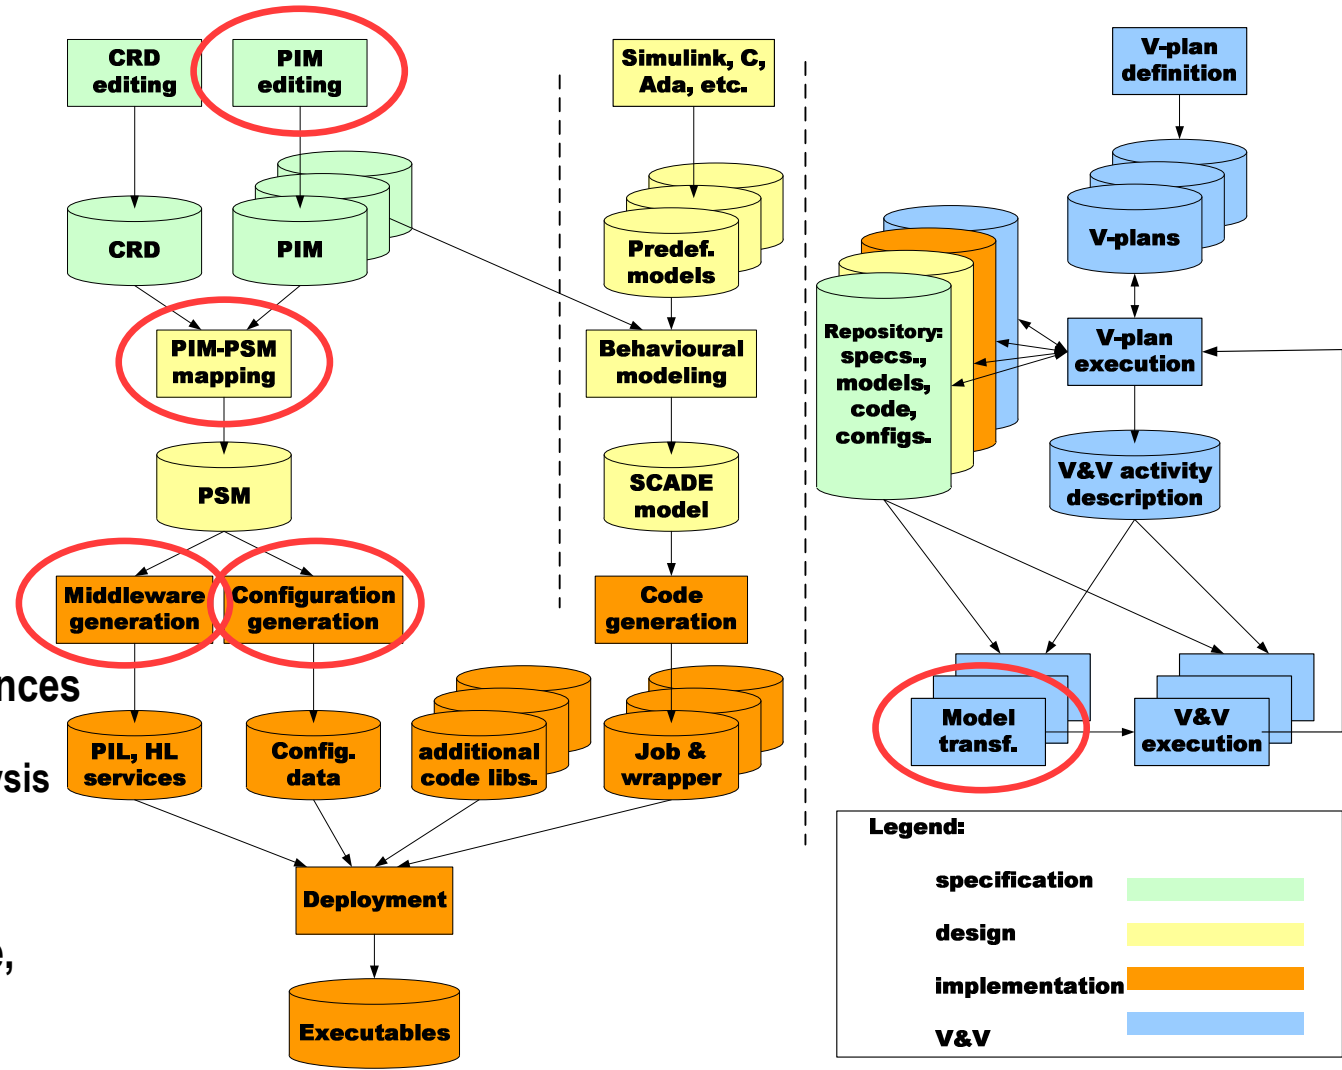 CRD
editing
PIM
editing
Simulink, C,
Ada, etc.
V-plan
definition
CRD
PIM
Predef.
models
V-plans
PIM-PSM
mapping
Behavioural
modeling
Repository:
specs.,
models,
code,
configs.
V-plan
execution
PSM
SCADE
model
V&V activity
description
Middleware
generation
Configuration
generation
Code
generation
nces
PIL, HL
services
Config.
data
additional
code libs.
Job &
wrapper
Model
transf.
V&V
execution
ysis
Deployment
e,
Executables
Legend:
specification
design
implementation
V&V